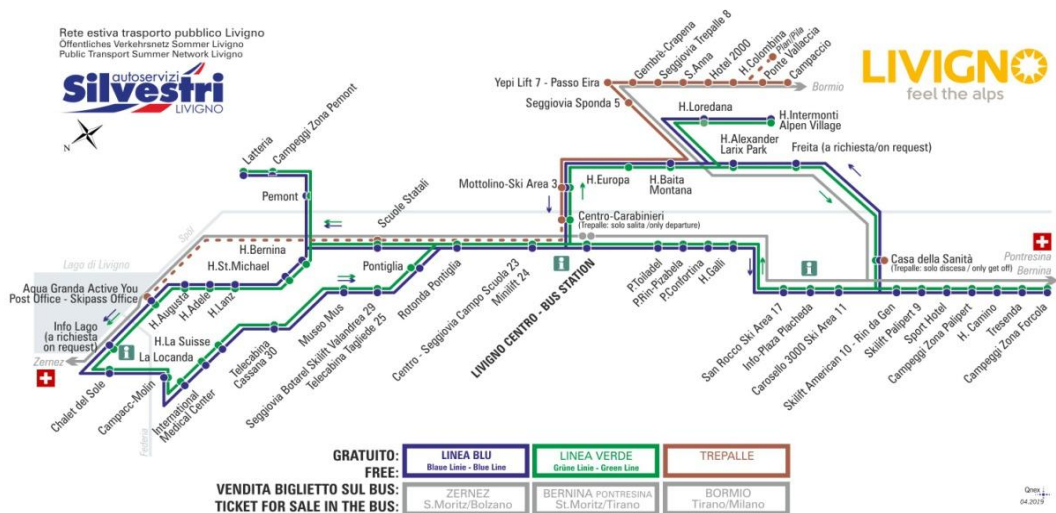 Rete estiva trasporto pubblico Livigno
Öffentliches Verkehrsnetz Sommer Livigno
Public Transport Summer Network Livigno
autoservizi
Silvestri
LIVIGNO
N
LIVIGNO
feel the alps
Gembrè-Crapena
Seggiovia Trepalle 8
S.Anna
Hotel 2000
H.Colombina
Plan/Pila
Ponte Vallaccia
Campaccio
Yepi Lift 7 - Passo Eira
Seggiovia Sponda 5
Bormio
H.Loredana
H.Intermonti
Alpen Village
H.Alexander
Larix Park
Freita (a richiesta/on request)
Latteria
Campeggi Zona Pemont
Pemont
Scuole Statali
Mottolino-Ski Area 3
H.Europa
H.Baita
Montana
Centro-Carabinieri
(Trepalle: solo salita /only departure)
Spöl
Lago di Livigno
H.Bernina
H.St.Michael
Pontiglia
Casa della Sanità
(Trepalle: solo discesa / only get off)
Pontresina
Bernina
Aqua Granda Active You
Post Office - Skipass Office
H.Augusta
H.Adele
H.Lanz
Info Lago
(a richiesta
on request)
Zernez
i
H.La Suisse
La Locanda
Chalet del Sole
Campacc-Molin
International
Medical Center
Federia
Telecabina
Cassana 30
Museo Mus
Seggiovia Botarel Skilift Valandrea 29
Telecabina Tagliede 25
Rotonda Pontiglia
Centro - Seggiovia Campo Scuola 23
Minilift 24
i
LIVIGNO CENTRO - BUS STATION
P.Toiladel
P.Rin-Pizabela
P.Confortina
H.Galli
i
San Rocco Ski Area 17
Info-Plaza Placheda
Carosello 3000 Ski Area 11
Skilift American 10 - Rin da Gen
Skilift Palipert 9
Sport Hotel
Campeggi Zona Palipert
H. Camino
Tresenda
Campeggi Zona Forcola
GRATUITO:
FREE:
LINEA BLU
Blaue Linie - Blue Line
LINEA VERDE
Grüne Linie - Green Line
TREPALLE
VENDITA BIGLIETTO SUL BUS:
TICKET FOR SALE IN THE BUS:
ZERNEZ
S.Moritz/Bolzano
BERNINA PONTRESINA
St.Moritz/Tirano
BORMIO
Tirano/Milano
Qnex
04.2019